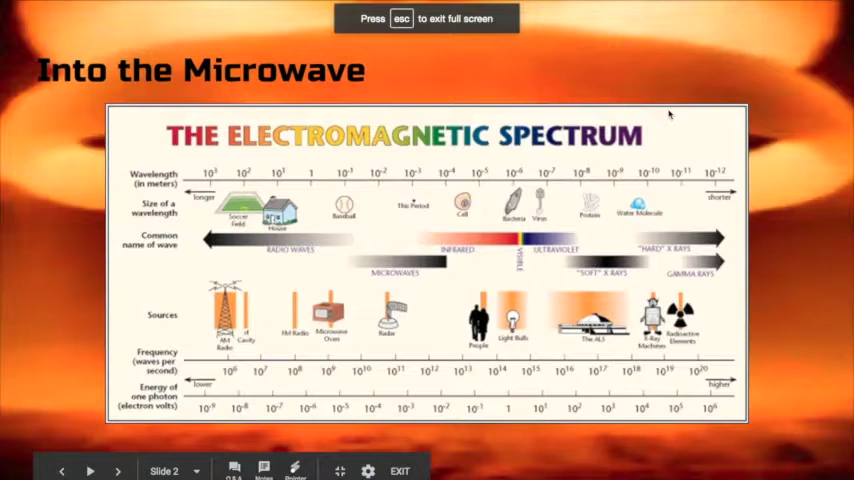 Press esc to exit full screen
Into the Microwave
THE ELECTROMAGNETIC SPECTRUM
Wavelength (in meters)
10³ 10² 10¹ 1 10⁻¹ 10⁻² 10⁻³ 10⁻⁴ 10⁻⁵ 10⁻⁶ 10⁻⁷ 10⁻⁸ 10⁻⁹ 10⁻¹⁰ 10⁻¹¹ 10⁻¹²
longer shorter
Size of a wavelength
Soccer Field House Baseball This Period Cell Bacteria Virus Protein Water Molecule
Common name of wave
RADIO WAVES INFRARED VISIBLE ULTRAVIOLET "HARD" X RAYS
MICROWAVES "SOFT" X RAYS GAMMA RAYS
Sources
AM Radio rf Cavity FM Radio Microwave Oven Radar People Light Bulb The ALS X-Ray Machines Radioactive Elements
Frequency (waves per second)
10⁶ 10⁷ 10⁸ 10⁹ 10¹⁰ 10¹¹ 10¹² 10¹³ 10¹⁴ 10¹⁵ 10¹⁶ 10¹⁷ 10¹⁸ 10¹⁹ 10²⁰
lower higher
Energy of one photon (electron volts)
10⁻⁹ 10⁻⁸ 10⁻⁷ 10⁻⁶ 10⁻⁵ 10⁻⁴ 10⁻³ 10⁻² 10⁻¹ 1 10¹ 10² 10³ 10⁴ 10⁵ 10⁶
Slide 2 Q & A Notes Pointer EXIT